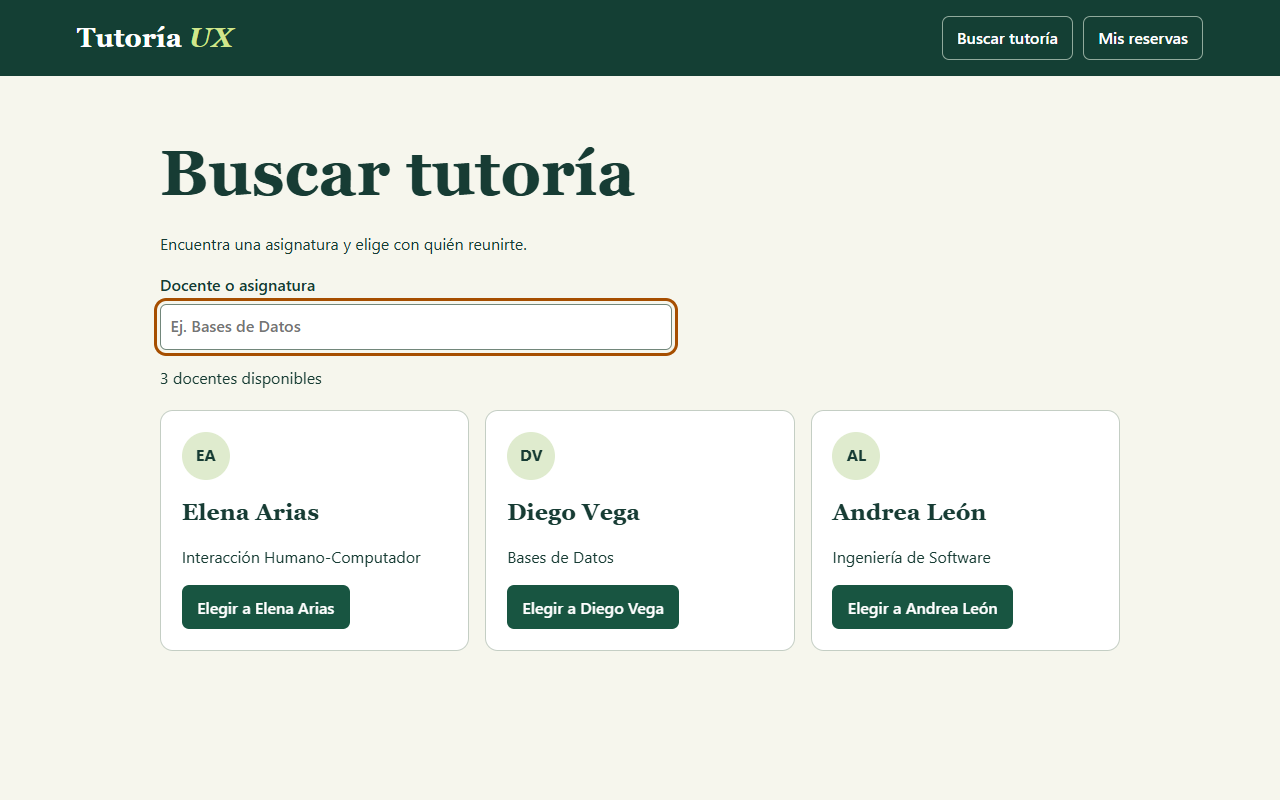 Tutoría UX
Buscar tutoría
Mis reservas
Buscar tutoría
Encuentra una asignatura y elige con quién reunirte.
Docente o asignatura
Ej. Bases de Datos
3 docentes disponibles
EA
Elena Arias
Interacción Humano-Computador
Elegir a Elena Arias
DV
Diego Vega
Bases de Datos
Elegir a Diego Vega
AL
Andrea León
Ingeniería de Software
Elegir a Andrea León